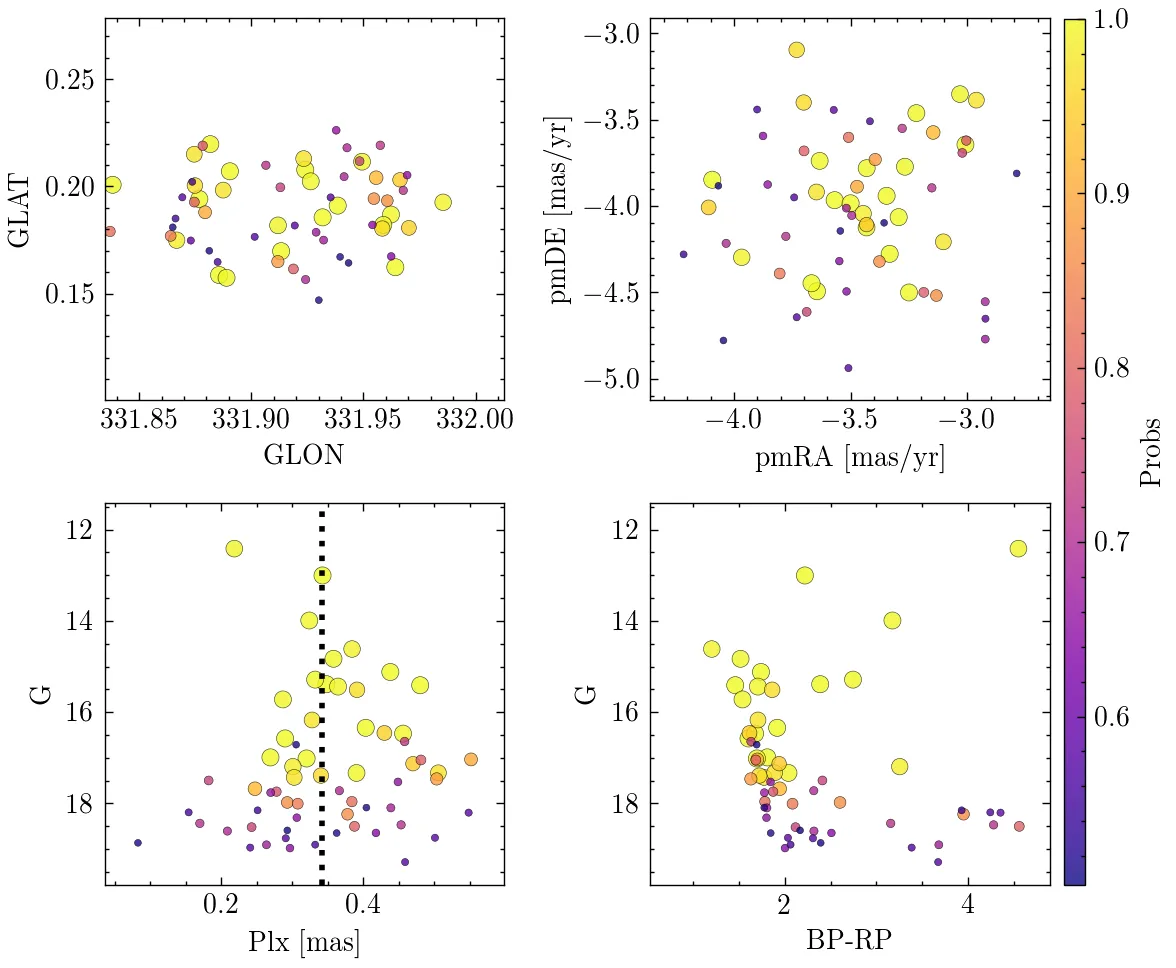 0.25
0.20
0.15
GLAT
331.85 331.90 331.95 332.00
GLON
−3.0
−3.5
−4.0
−4.5
−5.0
pmDE [mas/yr]
−4.0 −3.5 −3.0
pmRA [mas/yr]
12
14
16
18
G
0.2 0.4
Plx [mas]
12
14
16
18
G
2 4
BP-RP
1.0
0.9
0.8
0.7
0.6
Probs